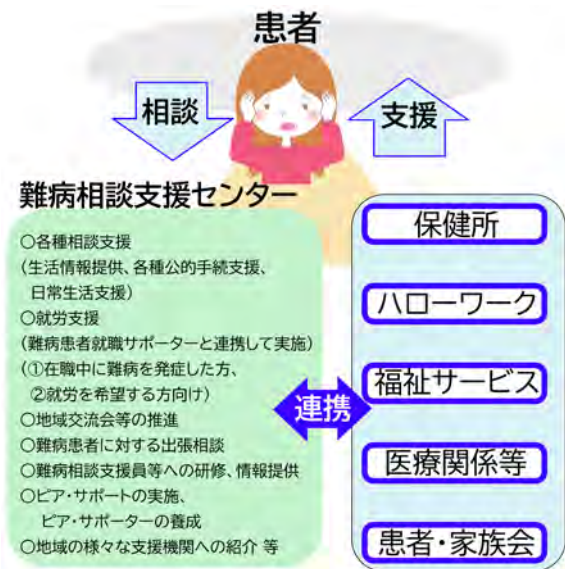 患者
相談
支援
難病相談支援センター
○各種相談支援
(生活情報提供、各種公的手続支援、
日常生活支援)
○就労支援
(難病患者就職サポーターと連携して実施)
(①在職中に難病を発症した方、
②就労を希望する方向け)
○地域交流会等の推進
○難病患者に対する出張相談
○難病相談支援員等への研修、情報提供
○ピア・サポートの実施、
ピア・サポーターの養成
○地域の様々な支援機関への紹介 等
連携
保健所
ハローワーク
福祉サービス
医療関係等
患者・家族会